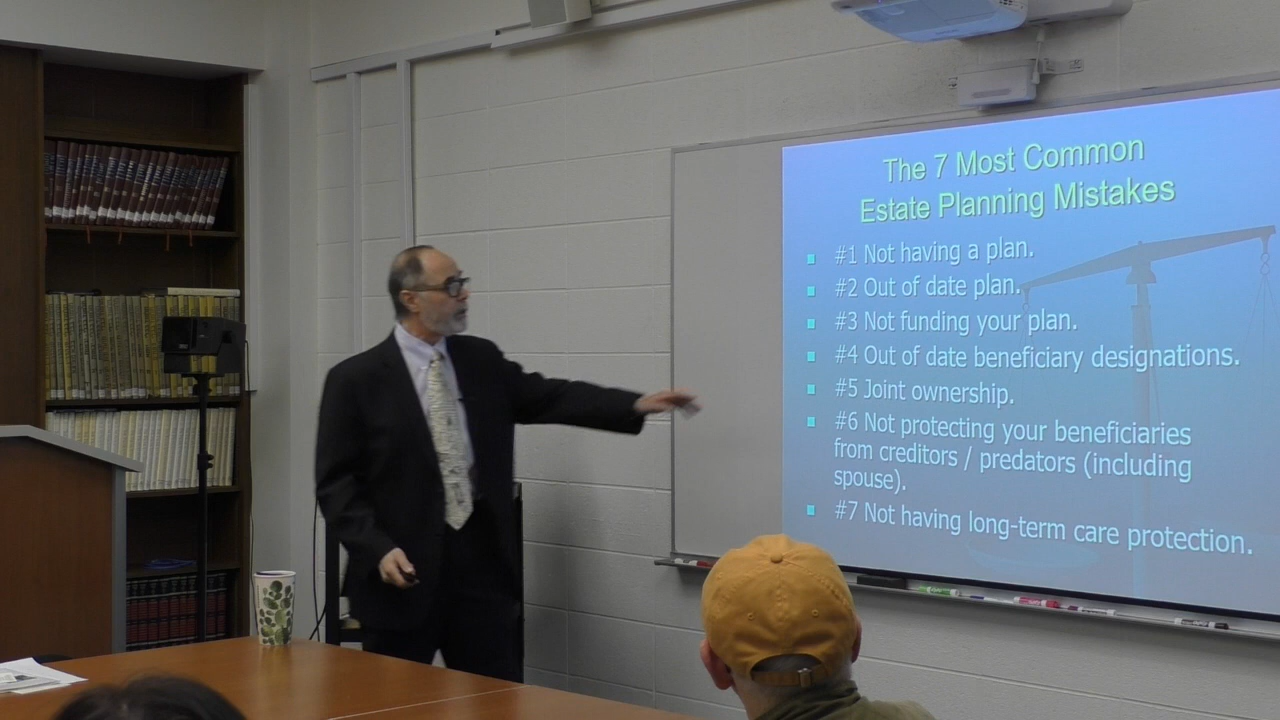 The 7 Most Common
Estate Planning Mistakes
#1 Not having a plan.
#2 Out of date plan.
#3 Not funding your plan.
#4 Out of date beneficiary designations.
#5 Joint ownership.
#6 Not protecting your beneficiaries
from creditors / predators (including
spouse).
#7 Not having long-term care protection.